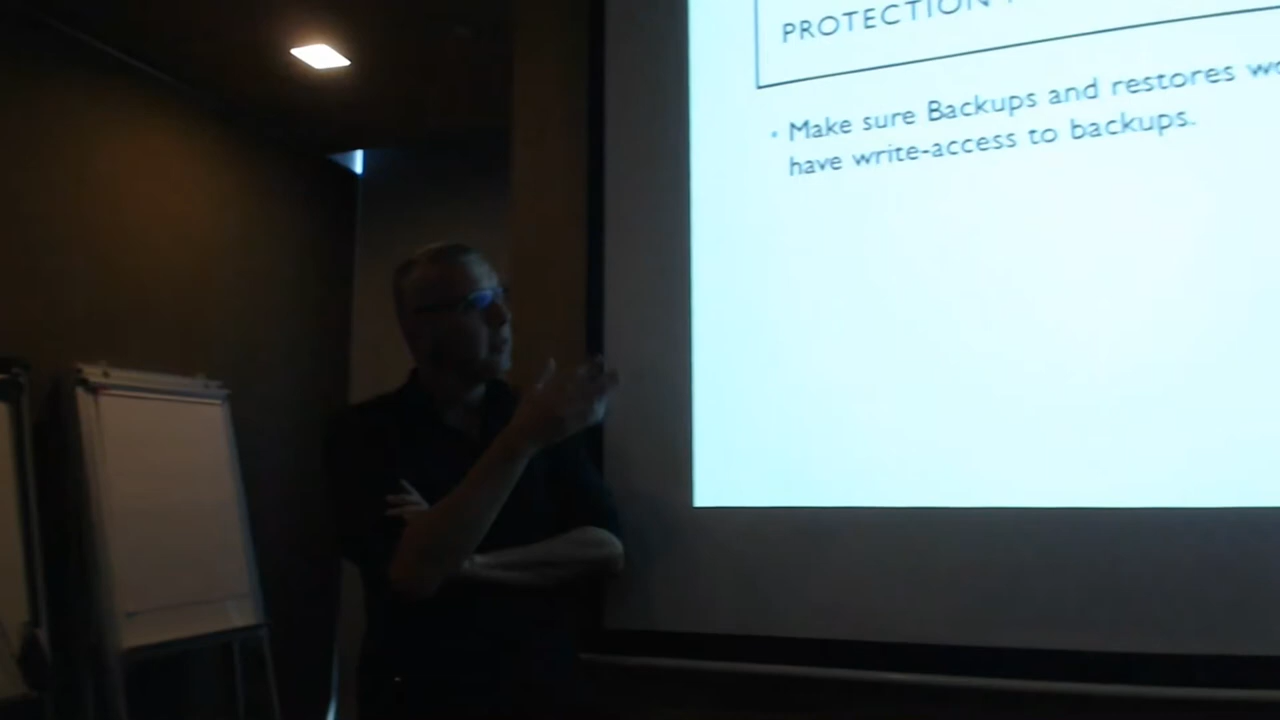 PROTECTION
Make sure Backups and restores
have write-access to backups.